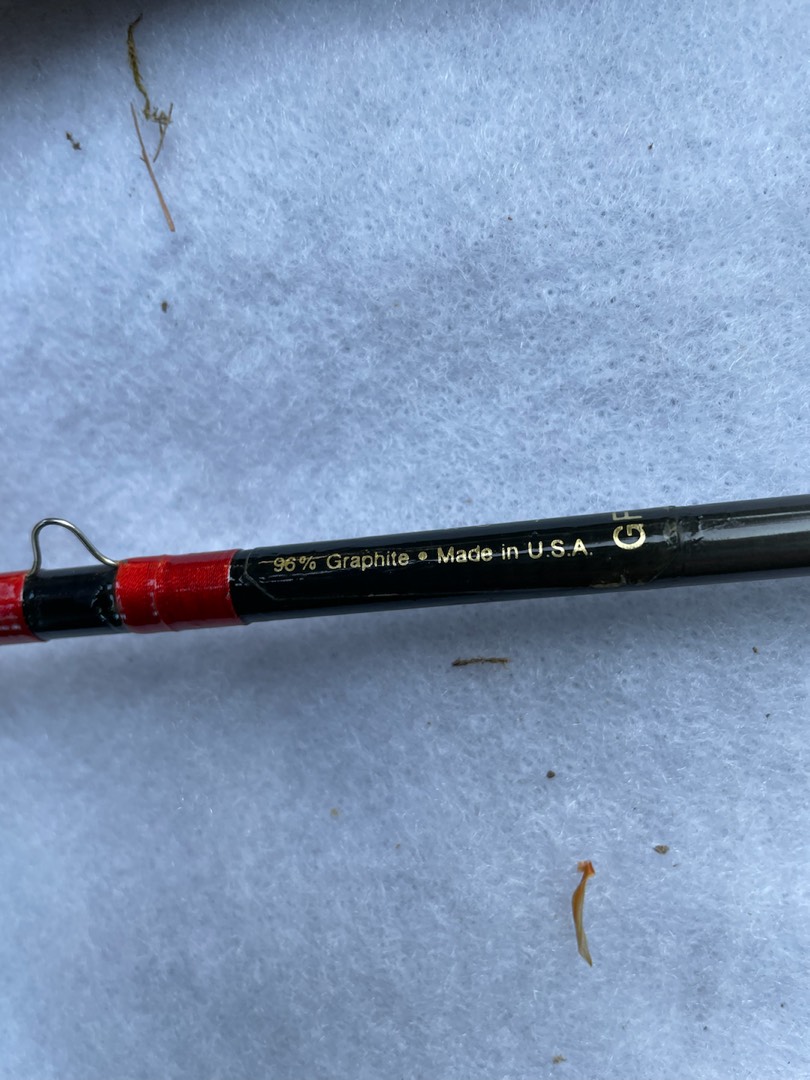 96% Graphite • Made in U.S.A.